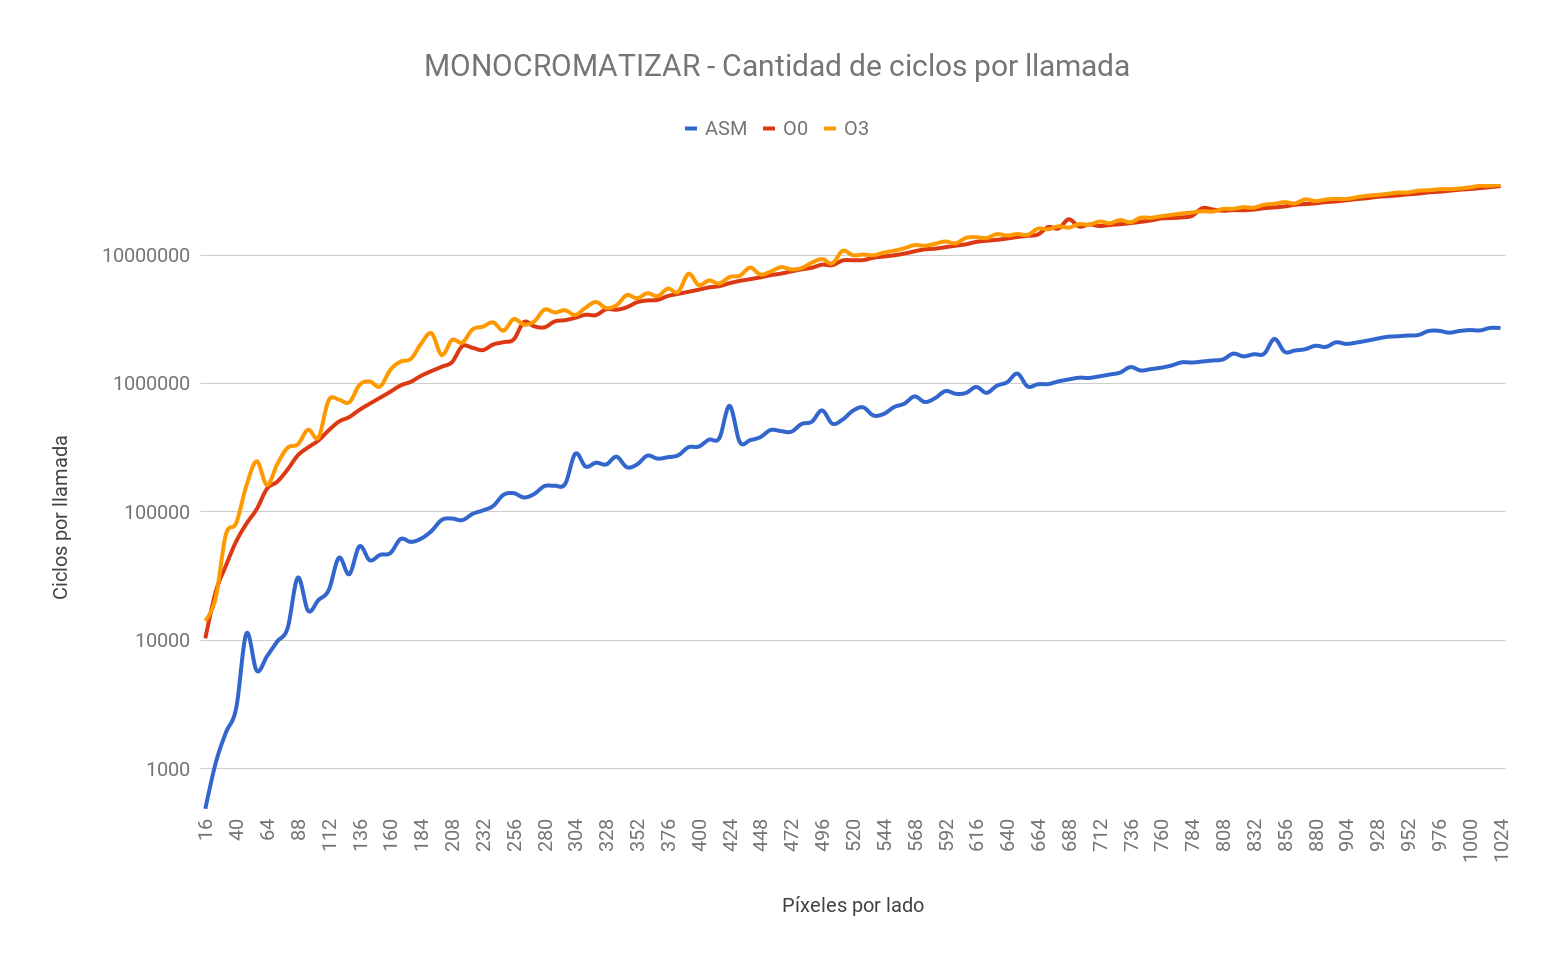 MONOCROMATIZAR - Cantidad de ciclos por llamada
ASM O0 O3
Ciclos por llamada
10000000
1000000
100000
10000
1000
16 40 64 88 112 136 160 184 208 232 256 280 304 328 352 376 400 424 448 472 496 520 544 568 592 616 640 664 688 712 736 760 784 808 832 856 880 904 928 952 976 1000 1024
Píxeles por lado